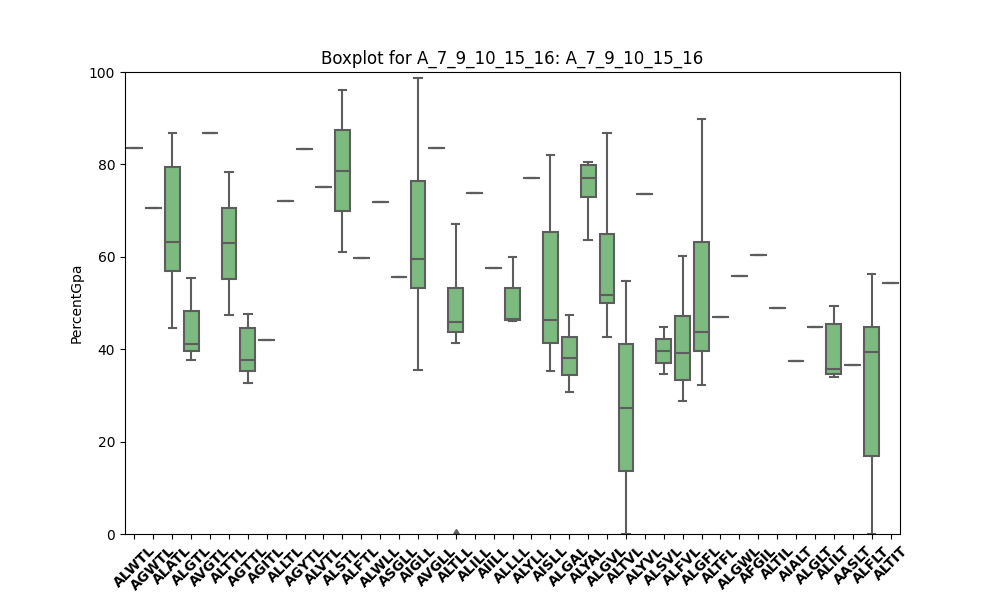 Boxplot for A_7_9_10_15_16: A_7_9_10_15_16
100
80
60
40
20
0
PercentGpa
ALWTL
AGWTL
ALATL
ALGTL
AVGTL
ALTTL
AGTTL
AGITL
ALLTL
AGYTL
ALVTL
ALSTL
ALFTL
ALWLL
ASGLL
AIGLL
AVGLL
ALTLL
ALILL
AIILL
ALLLL
ALYLL
AISLL
ALGAL
ALYAL
ALGVL
ALTVL
ALYVL
ALSVL
ALFVL
ALGFL
ALTFL
ALGWL
AFGIL
ALTIL
AIALT
ALGLT
ALILT
AASLT
ALFLT
ALTIT